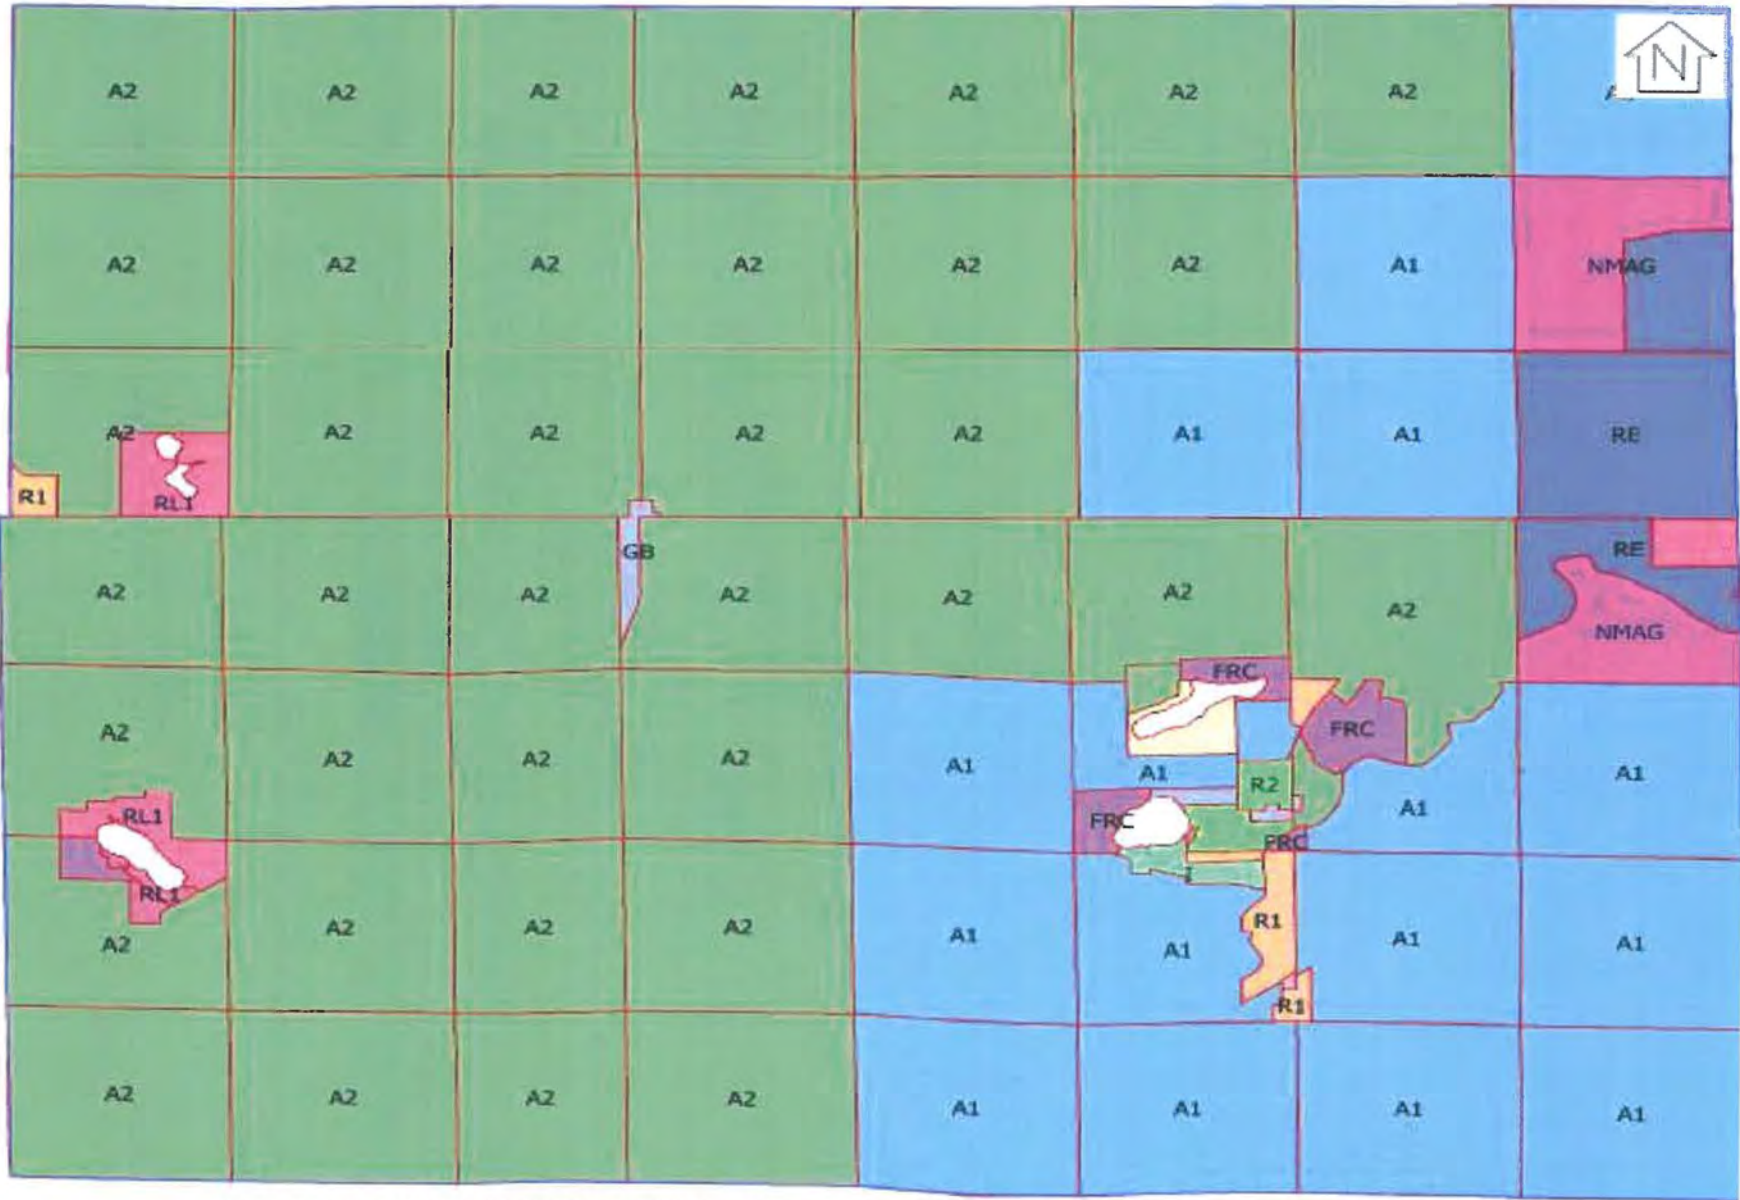 A2 A2 A2 A2 A2 A2 A2
N
A2 A2 A2 A2 A2 A2 A1 NMAG
A2 A2 A2 A2 A2 A1 A1 RE
R1 RL1
GB RE
A2 A2 A2 A2 A2 A2 A2
NMAG
FRC
A2 FRC
A2 A2 A2 A1 A1 A1
R2
RL1 FRC A1
FRC
RL1
A2 A2 A2 A2 A1 A1 R1 A1 A1
R1
A2 A2 A2 A2 A1 A1 A1 A1